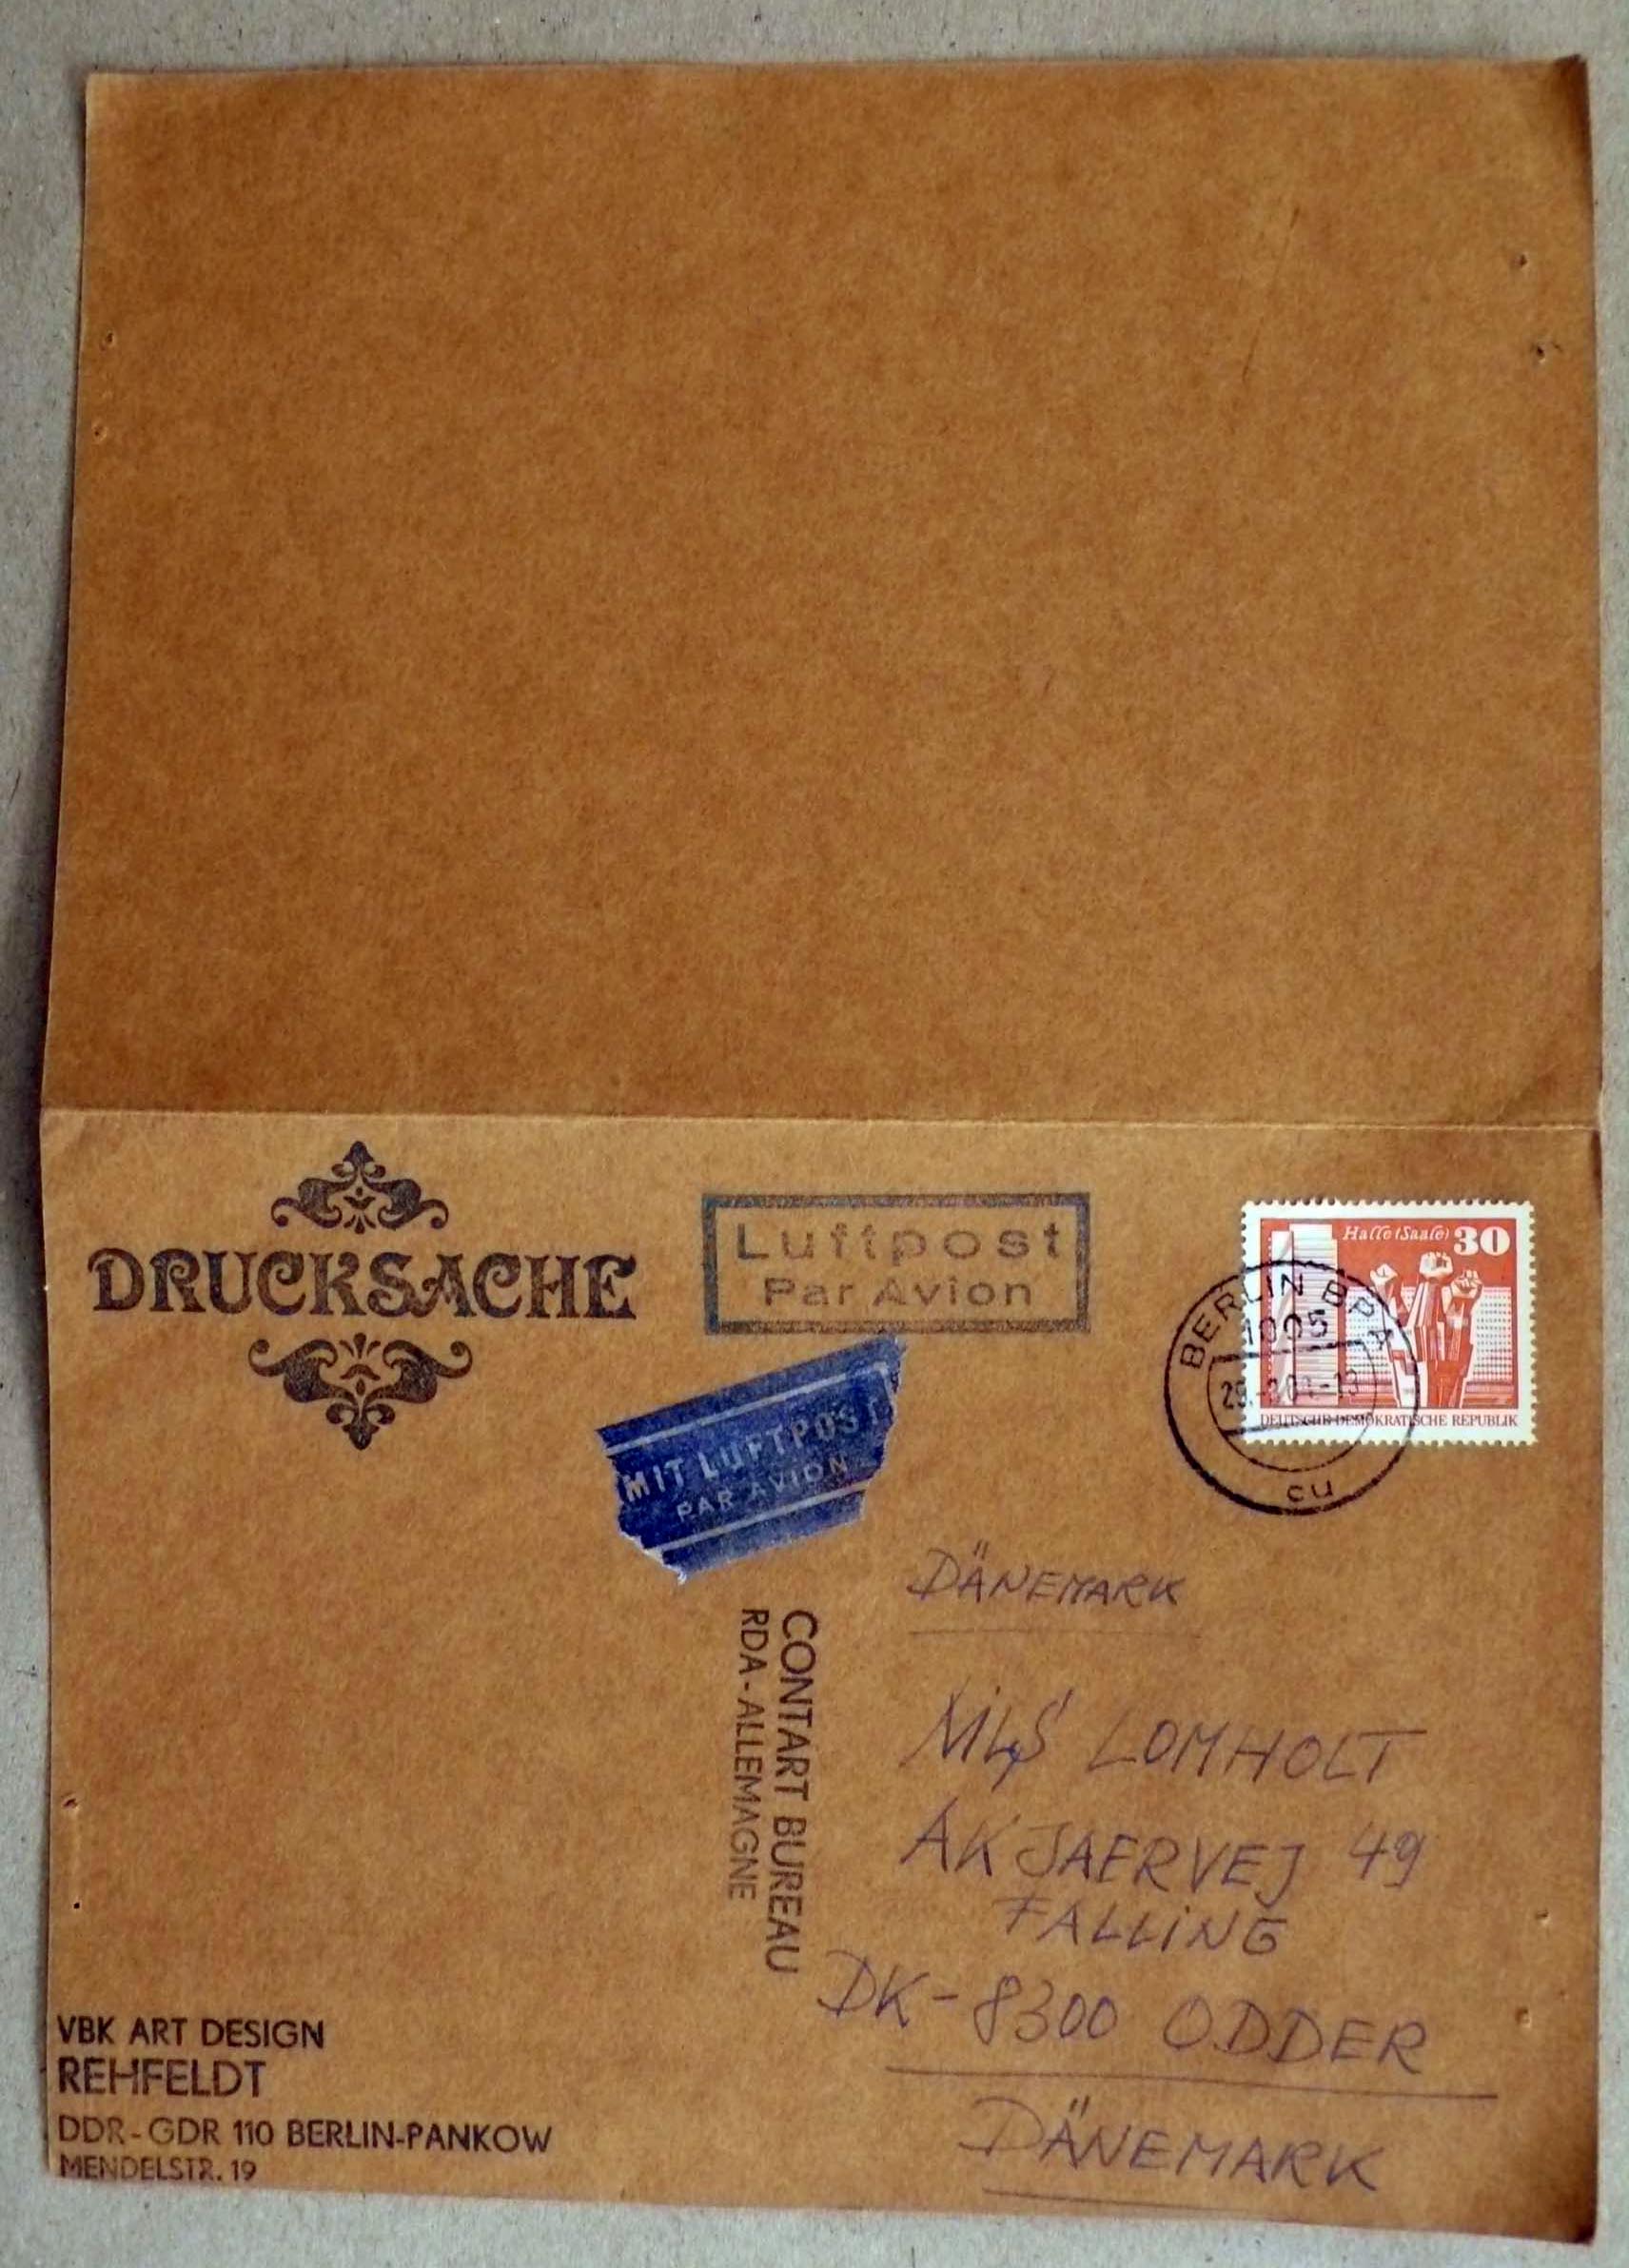 DRUCKSACHE
Luftpost
Par Avion
Halle (Saale) 30
DEUTSCHE DEMOKRATISCHE REPUBLIK
BERLIN BPA
1005
cu
MIT LUFTPOST
PAR AVION
CONTART BUREAU
RDA-ALLEMAGNE
DÄNEMARK
NILS LOMHOLT
AKJAERVEJ 49
FALLING
DK-8300 ODDER
DÄNEMARK
VBK ART DESIGN
REHFELDT
DDR-GDR 110 BERLIN-PANKOW
MENDELSTR. 19